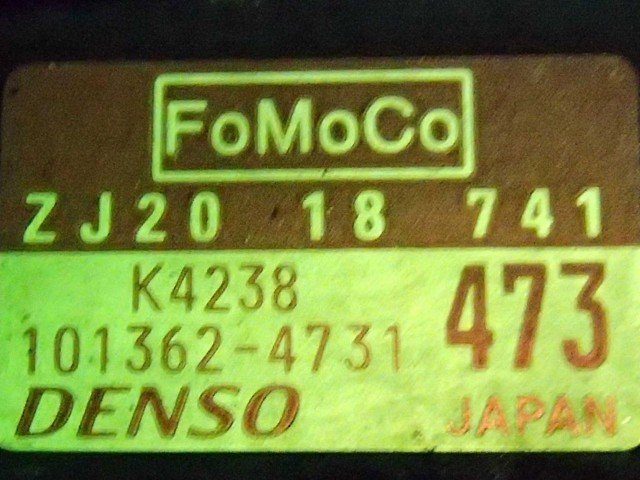 FoMoCo
ZJ20 18 741
K4238
101362-4731 473
DENSO JAPAN